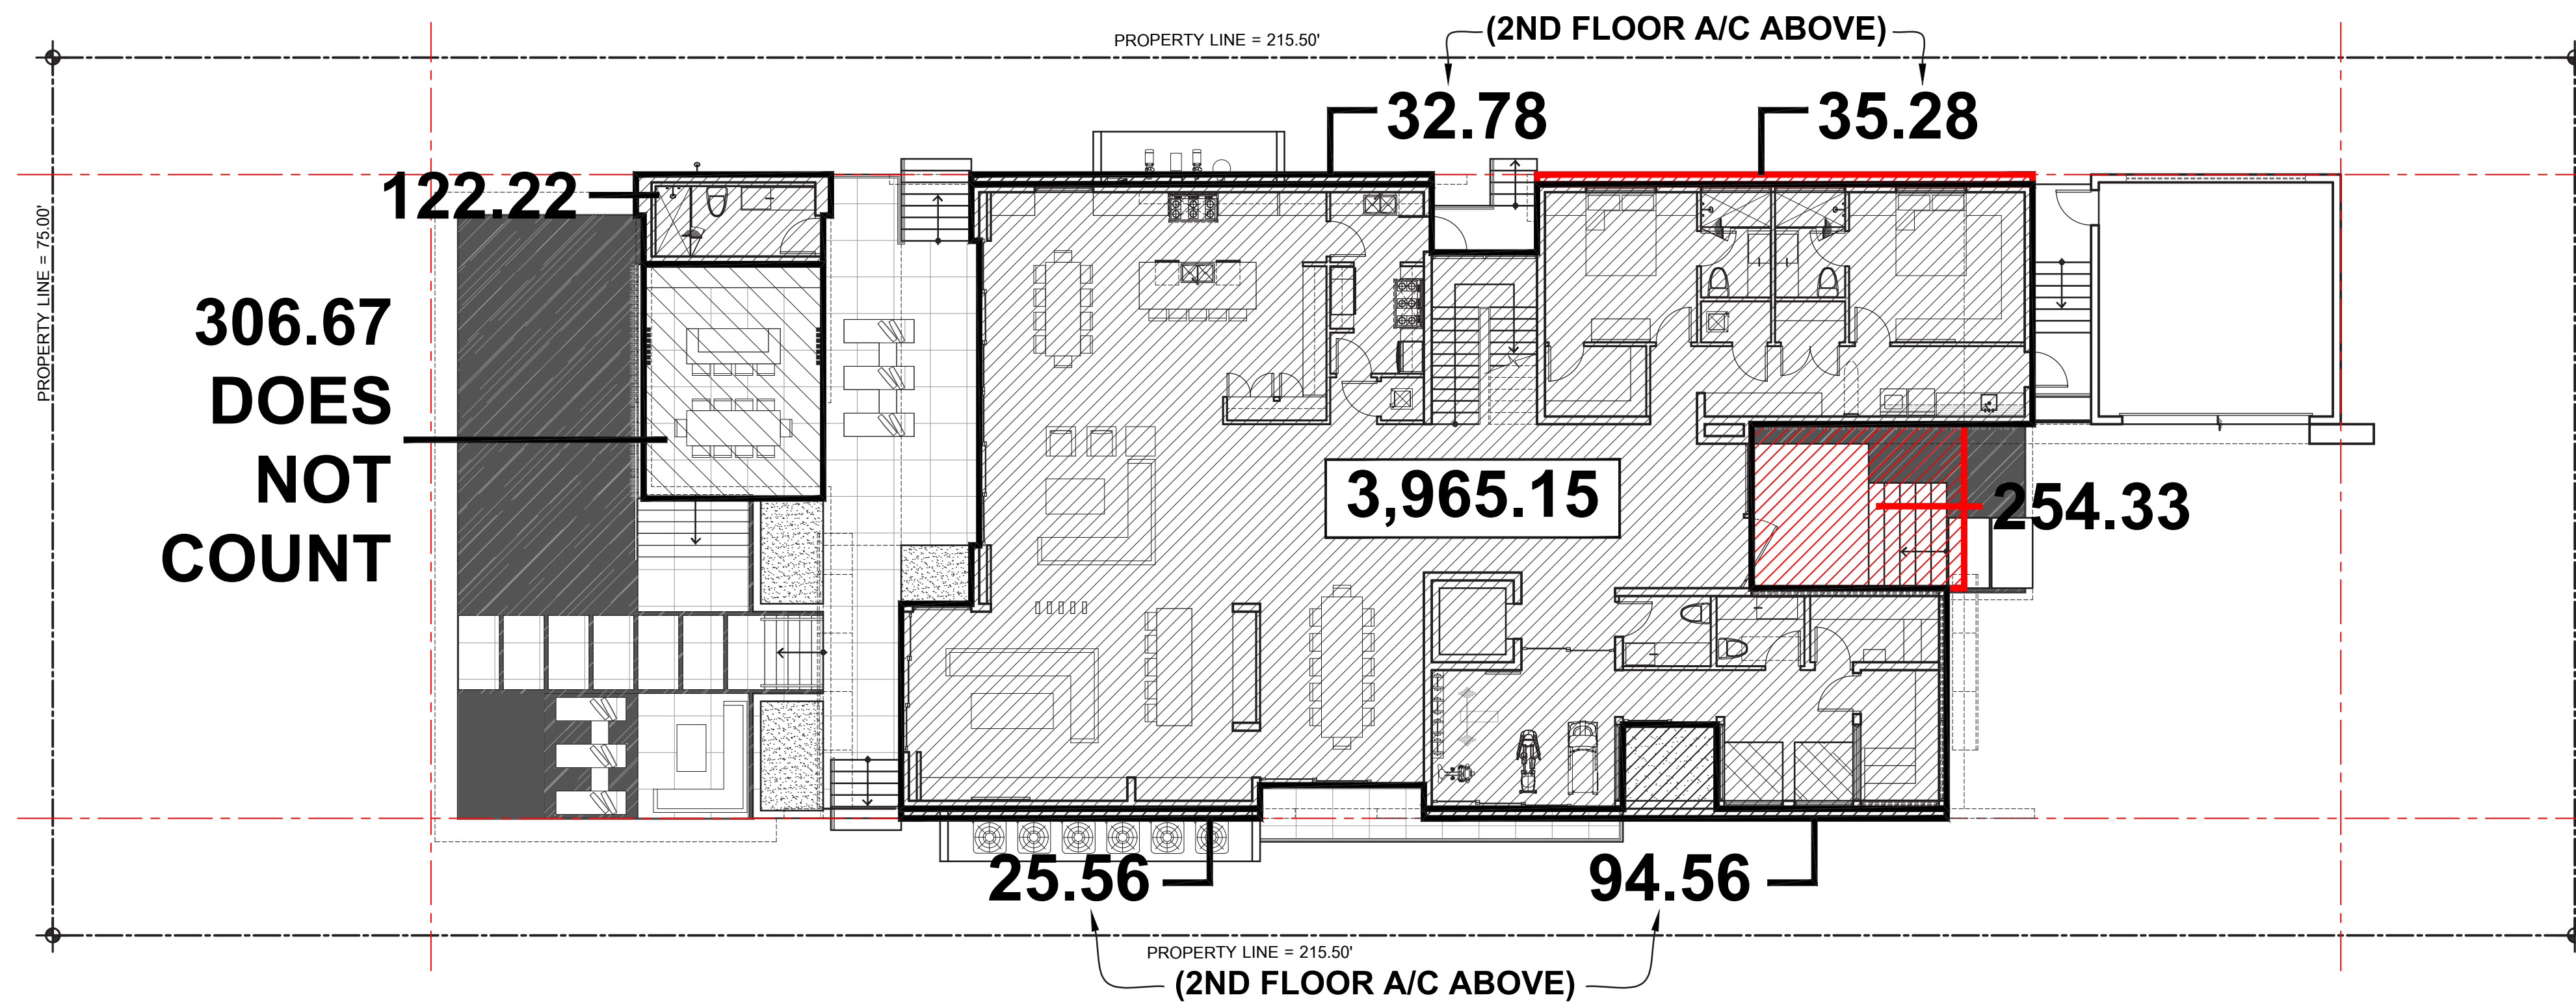 (2ND FLOOR A/C ABOVE)
PROPERTY LINE = 215.50'
32.78
35.28
122.22
PROPERTY LINE = 75.00'
306.67
DOES
NOT
COUNT
3,965.15
254.33
25.56
94.56
PROPERTY LINE = 215.50'
(2ND FLOOR A/C ABOVE)